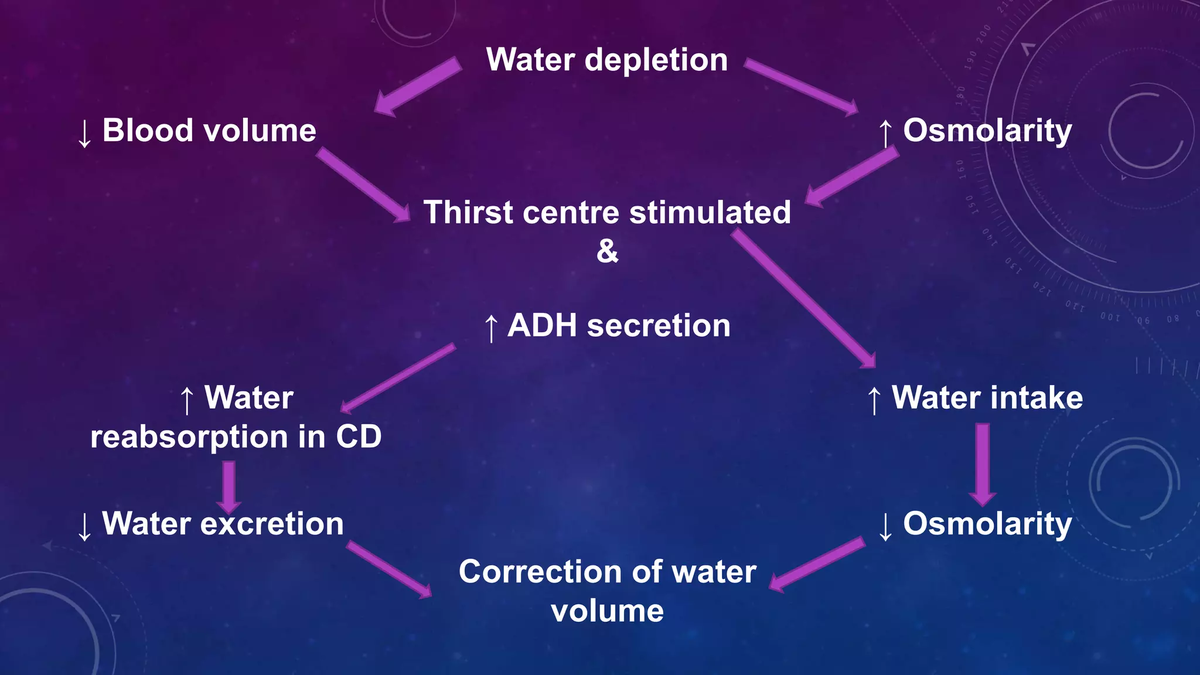 Water depletion
↓ Blood volume
↑ Osmolarity
Thirst centre stimulated
&
↑ ADH secretion
↑ Water
reabsorption in CD
↑ Water intake
↓ Water excretion
↓ Osmolarity
Correction of water
volume